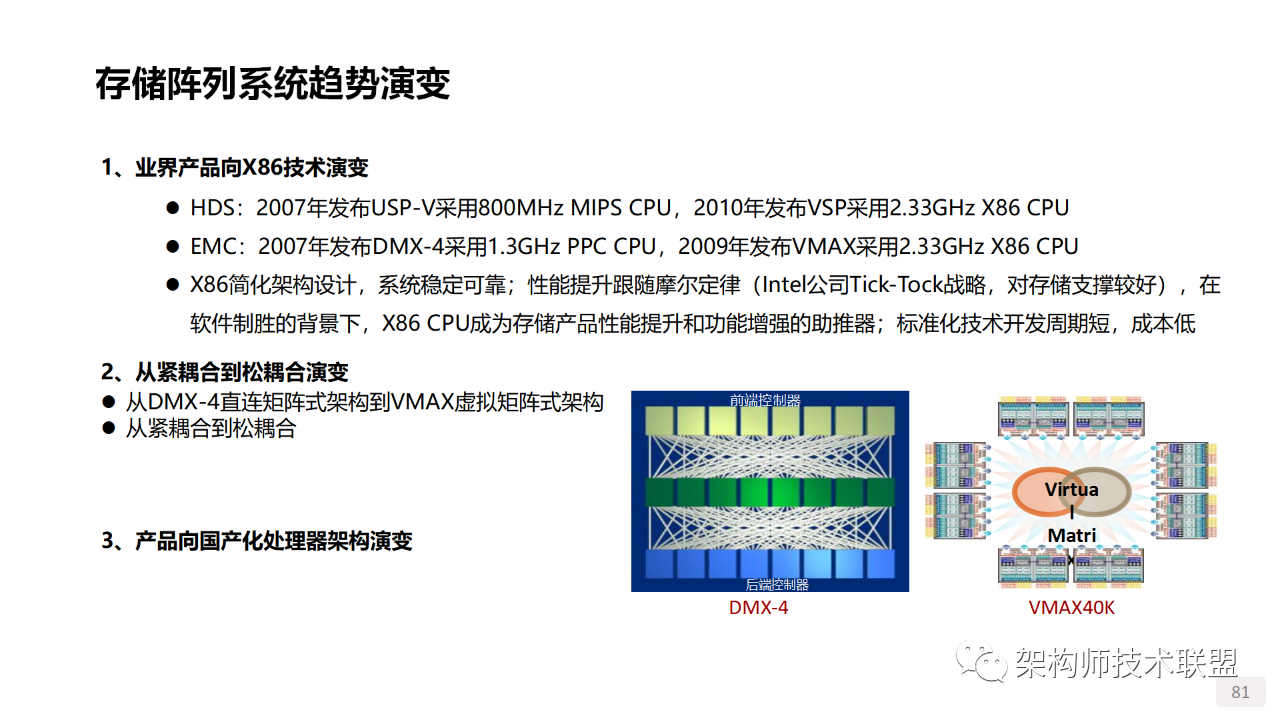 存储阵列系统趋势演变
1、业界产品向X86技术演变
● HDS：2007年发布USP-V采用800MHz MIPS CPU，2010年发布VSP采用2.33GHz X86 CPU
● EMC：2007年发布DMX-4采用1.3GHz PPC CPU，2009年发布VMAX采用2.33GHz X86 CPU
● X86简化架构设计，系统稳定可靠；性能提升跟随摩尔定律（Intel公司Tick-Tock战略，对存储支撑较好），在
软件制胜的背景下，X86 CPU成为存储产品性能提升和功能增强的助推器；标准化技术开发周期短，成本低
2、从紧耦合到松耦合演变
● 从DMX-4直连矩阵式架构到VMAX虚拟矩阵式架构
● 从紧耦合到松耦合
3、产品向国产化处理器架构演变
前端控制器
后端控制器
DMX-4
Virtua
l
Matri
x
VMAX40K
架构师技术联盟
81